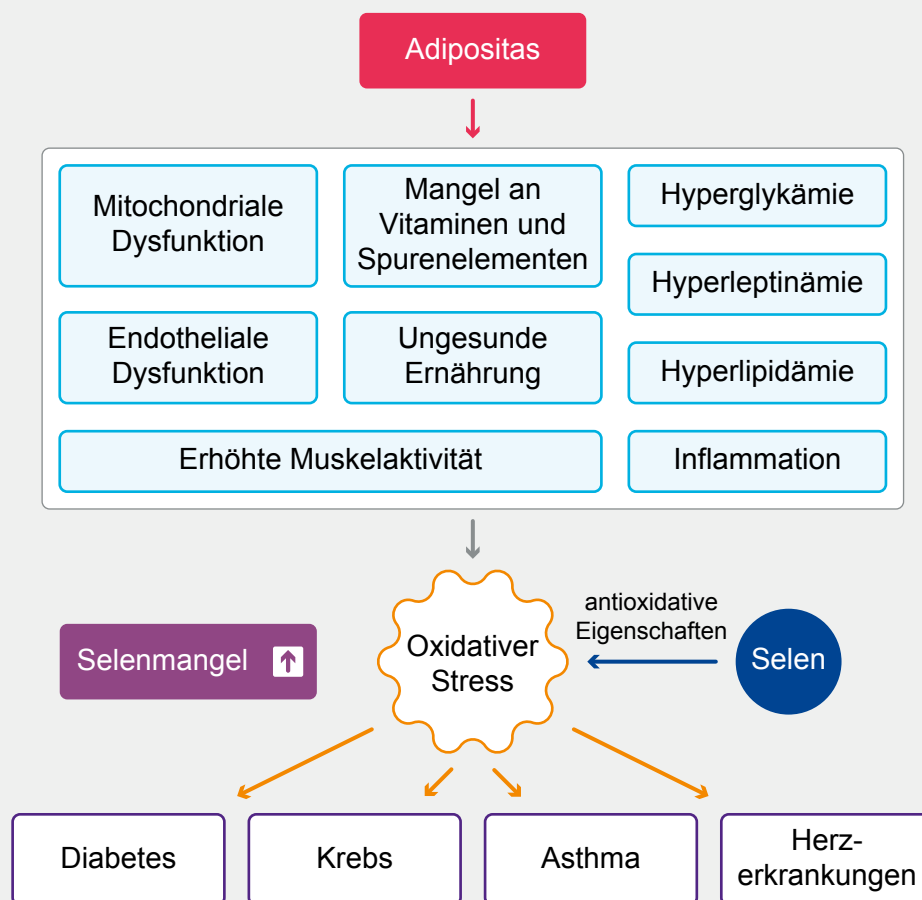 Adipositas
Mitochondriale
Dysfunktion
Mangel an
Vitaminen und
Spurenelementen
Hyperglykämie
Hyperleptinämie
Endotheliale
Dysfunktion
Ungesunde
Ernährung
Hyperlipidämie
Erhöhte Muskelaktivität
Inflammation
Selenmangel
Oxidativer
Stress
antioxidative
Eigenschaften
Selen
Diabetes
Krebs
Asthma
Herz-
erkrankungen